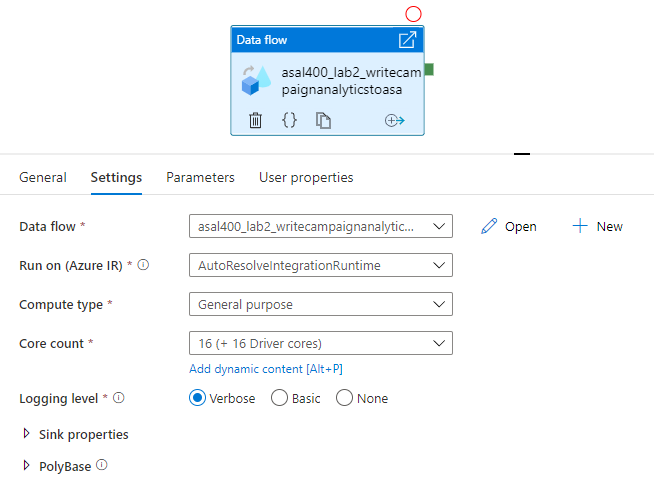 Data flow
asal400_lab2_writecam
paignanalyticstoasa
General Settings Parameters User properties
Data flow * asal400_lab2_writecampaignanalytic... Open New
Run on (Azure IR) * AutoResolveIntegrationRuntime
Compute type * General purpose
Core count * 16 (+ 16 Driver cores)
Add dynamic content [Alt+P]
Logging level * Verbose Basic None
Sink properties
PolyBase